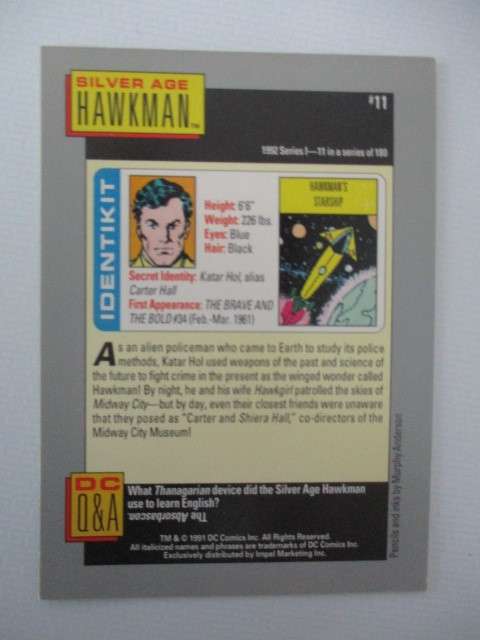 SILVER AGE
HAWKMAN™
#11
1992 Series I—11 in a series of 180
IDENTIKIT
Height: 6'6"
Weight: 226 lbs.
Eyes: Blue
Hair: Black
Secret Identity: Katar Hol, alias
Carter Hall
First Appearance: THE BRAVE AND
THE BOLD #34 (Feb.-Mar. 1961)
HAWKMAN'S
STARSHIP
As an alien policeman who came to Earth to study its police
methods, Katar Hol used weapons of the past and science of
the future to fight crime in the present as the winged wonder called
Hawkman! By night, he and his wife Hawkgirl patrolled the skies of
Midway City—but by day, even their closest friends were unaware
that they posed as "Carter and Shiera Hall," co-directors of the
Midway City Museum!
DC
Q&A
What Thanagarian device did the Silver Age Hawkman
use to learn English?
The Absorbascon.
TM & © 1991 DC Comics Inc. All Rights Reserved.
All italicized names and phrases are trademarks of DC Comics Inc.
Exclusively distributed by Impel Marketing Inc.
Pencils and inks by Murphy Anderson